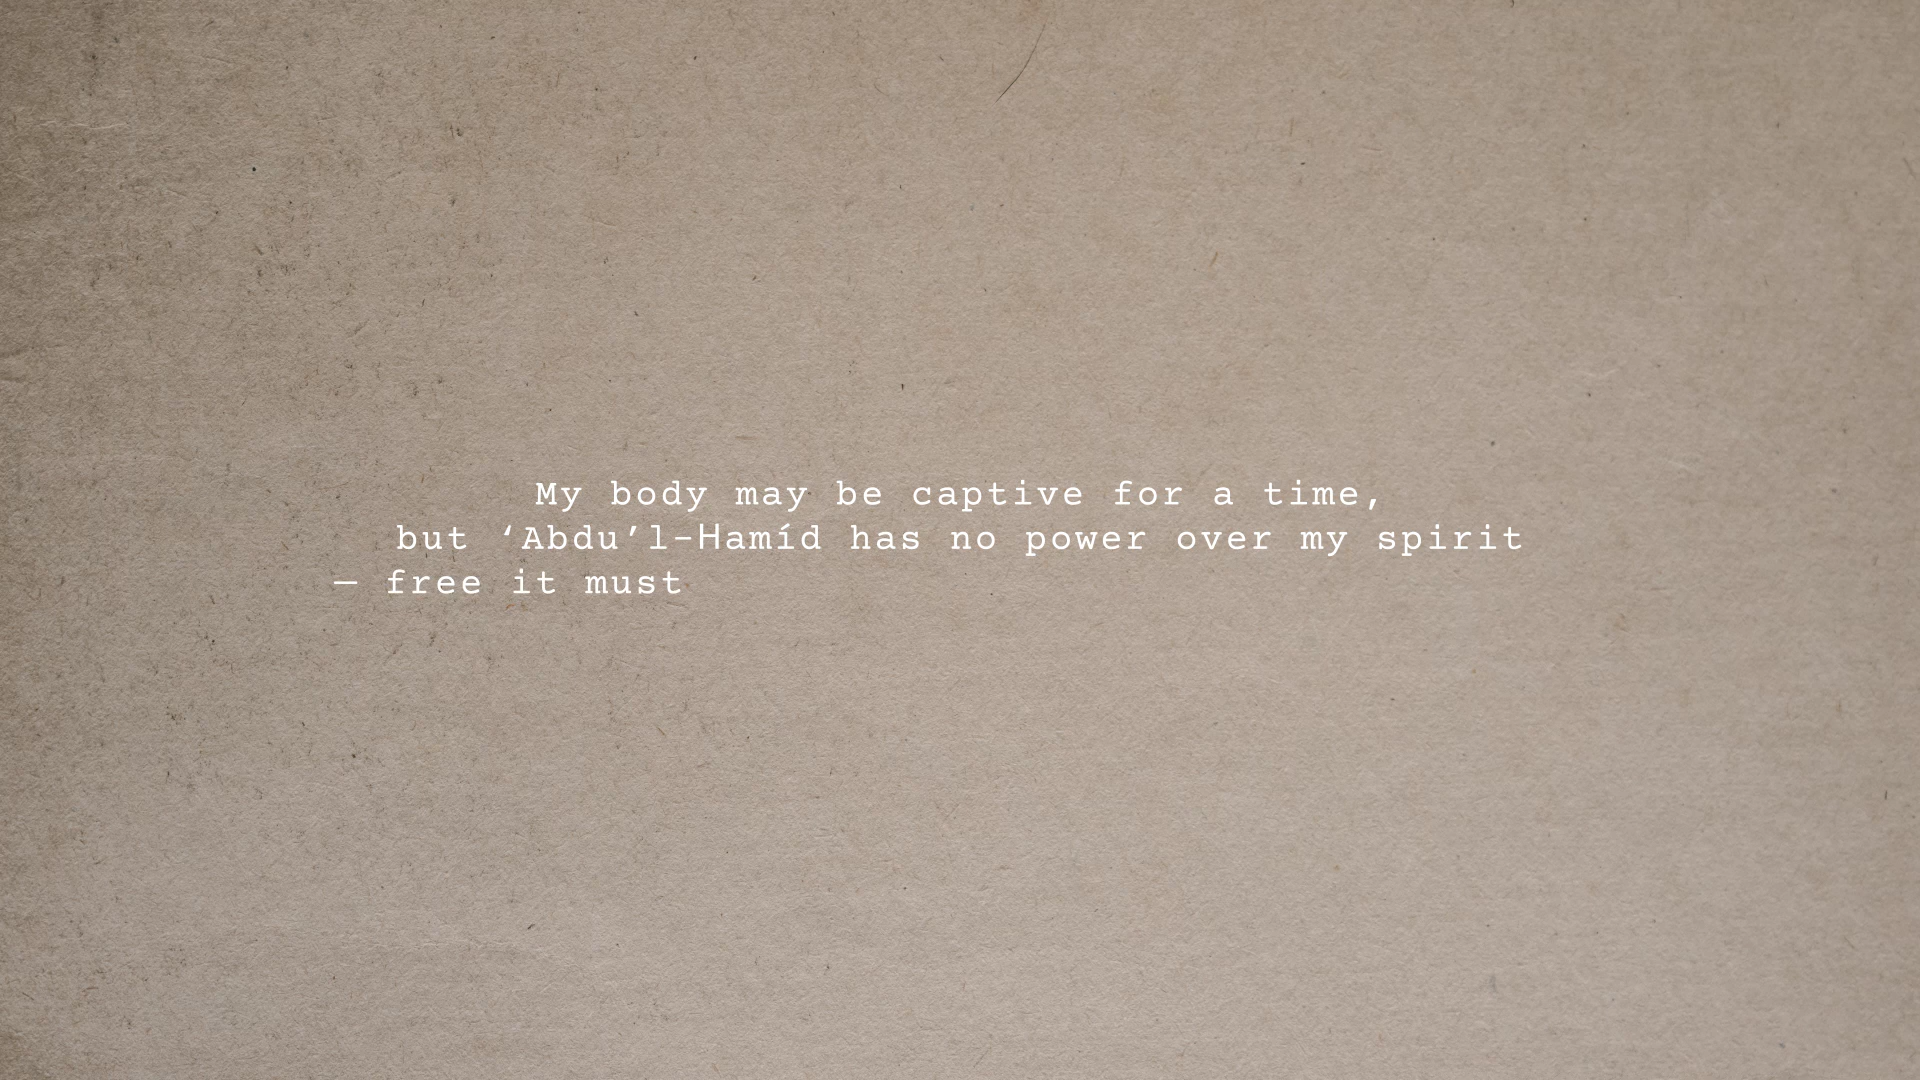 My body may be captive for a time,
but ‘Abdu’l-Hamíd has no power over my spirit
— free it must